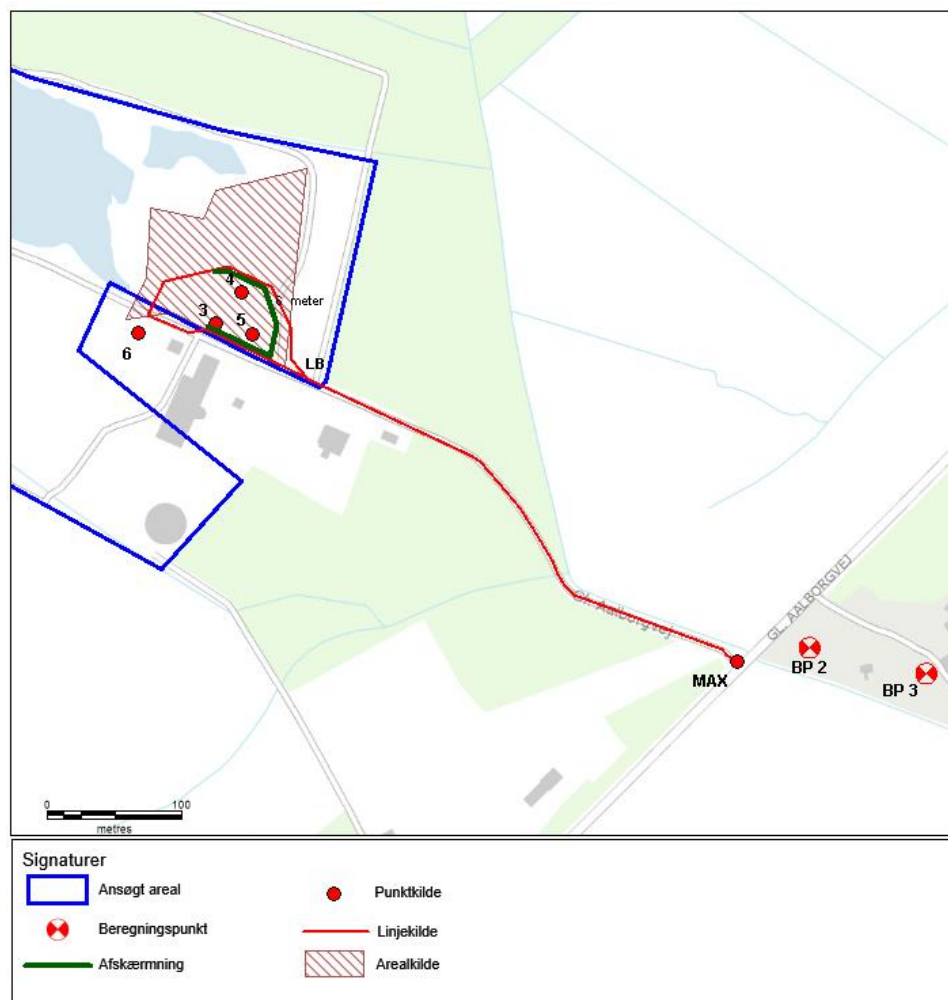 4
6 meter
3
5
6
LB
Gl. Aalborgvej
GL. AALBORGVEJ
MAX
BP 2
BP 3
0 100
metres
Signaturer
Ansøgt areal
Punktkilde
Beregningspunkt
Linjekilde
Afskærmning
Arealkilde